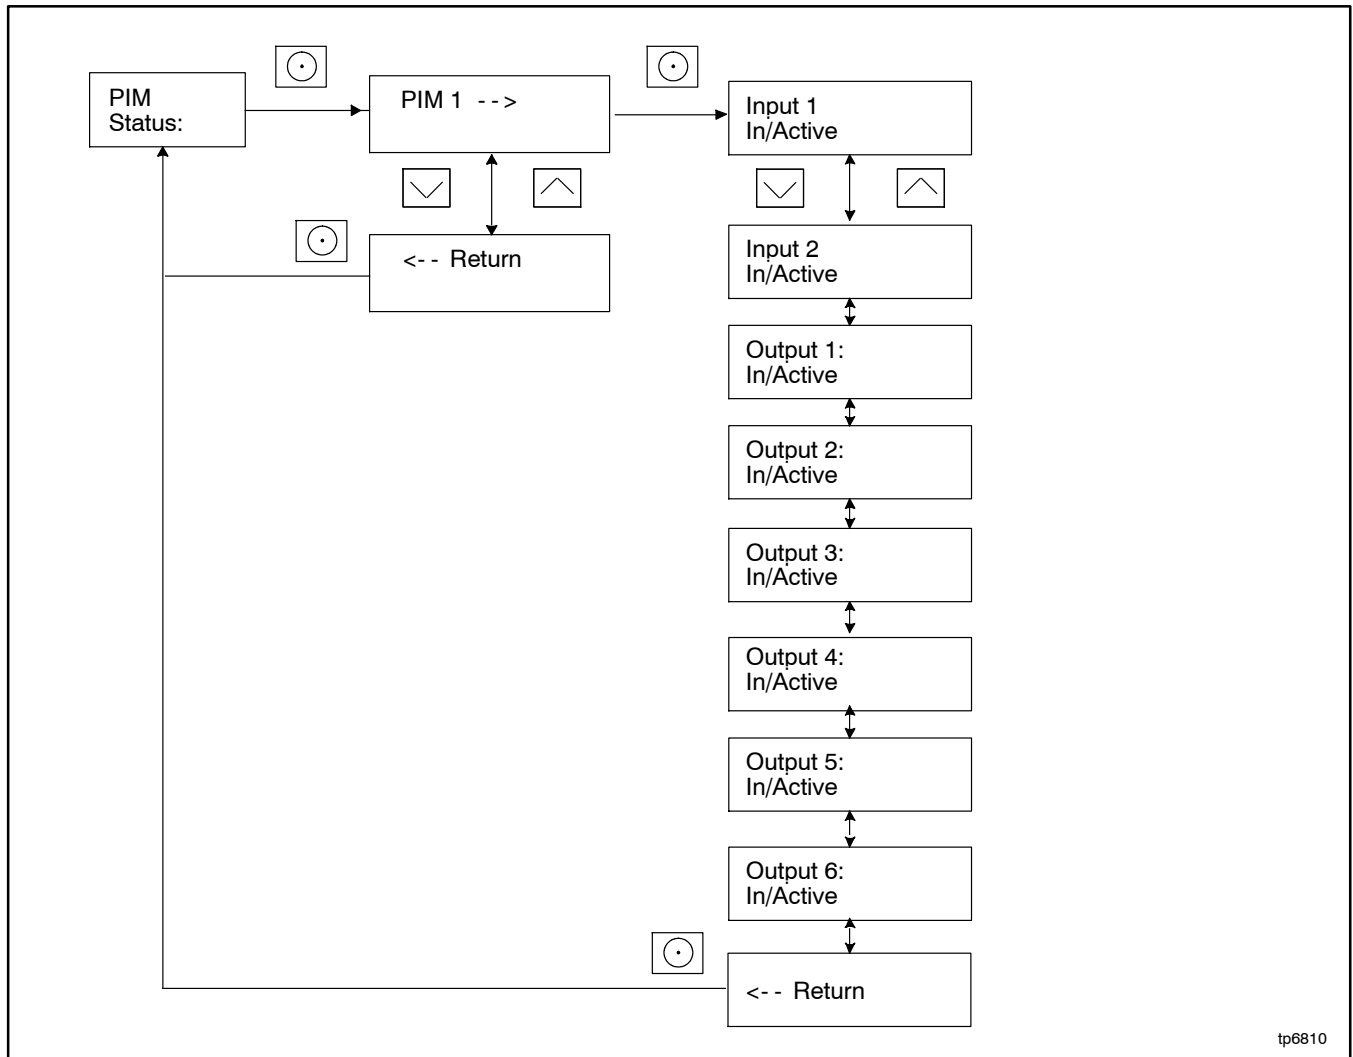 PIM
Status:
PIM 1 - ->
<- - Return
Input 1
In/Active
Input 2
In/Active
Output 1:
In/Active
Output 2:
In/Active
Output 3:
In/Active
Output 4:
In/Active
Output 5:
In/Active
Output 6:
In/Active
<- - Return
tp6810